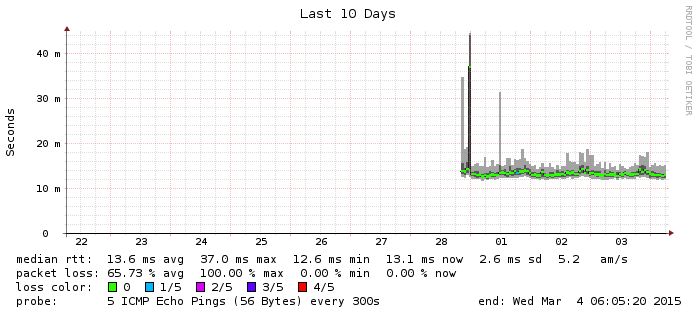 Last 10 Days
RRDTOOL / TOBI OETIKER
Seconds
40 m
30 m
20 m
10 m
0
22 23 24 25 26 27 28 01 02 03
median rtt: 13.6 ms avg 37.0 ms max 12.6 ms min 13.1 ms now 2.6 ms sd 5.2 am/s
packet loss: 65.73 % avg 100.00 % max 0.00 % min 0.00 % now
loss color: 0 1/5 2/5 3/5 4/5
probe: 5 ICMP Echo Pings (56 Bytes) every 300s end: Wed Mar 4 06:05:20 2015